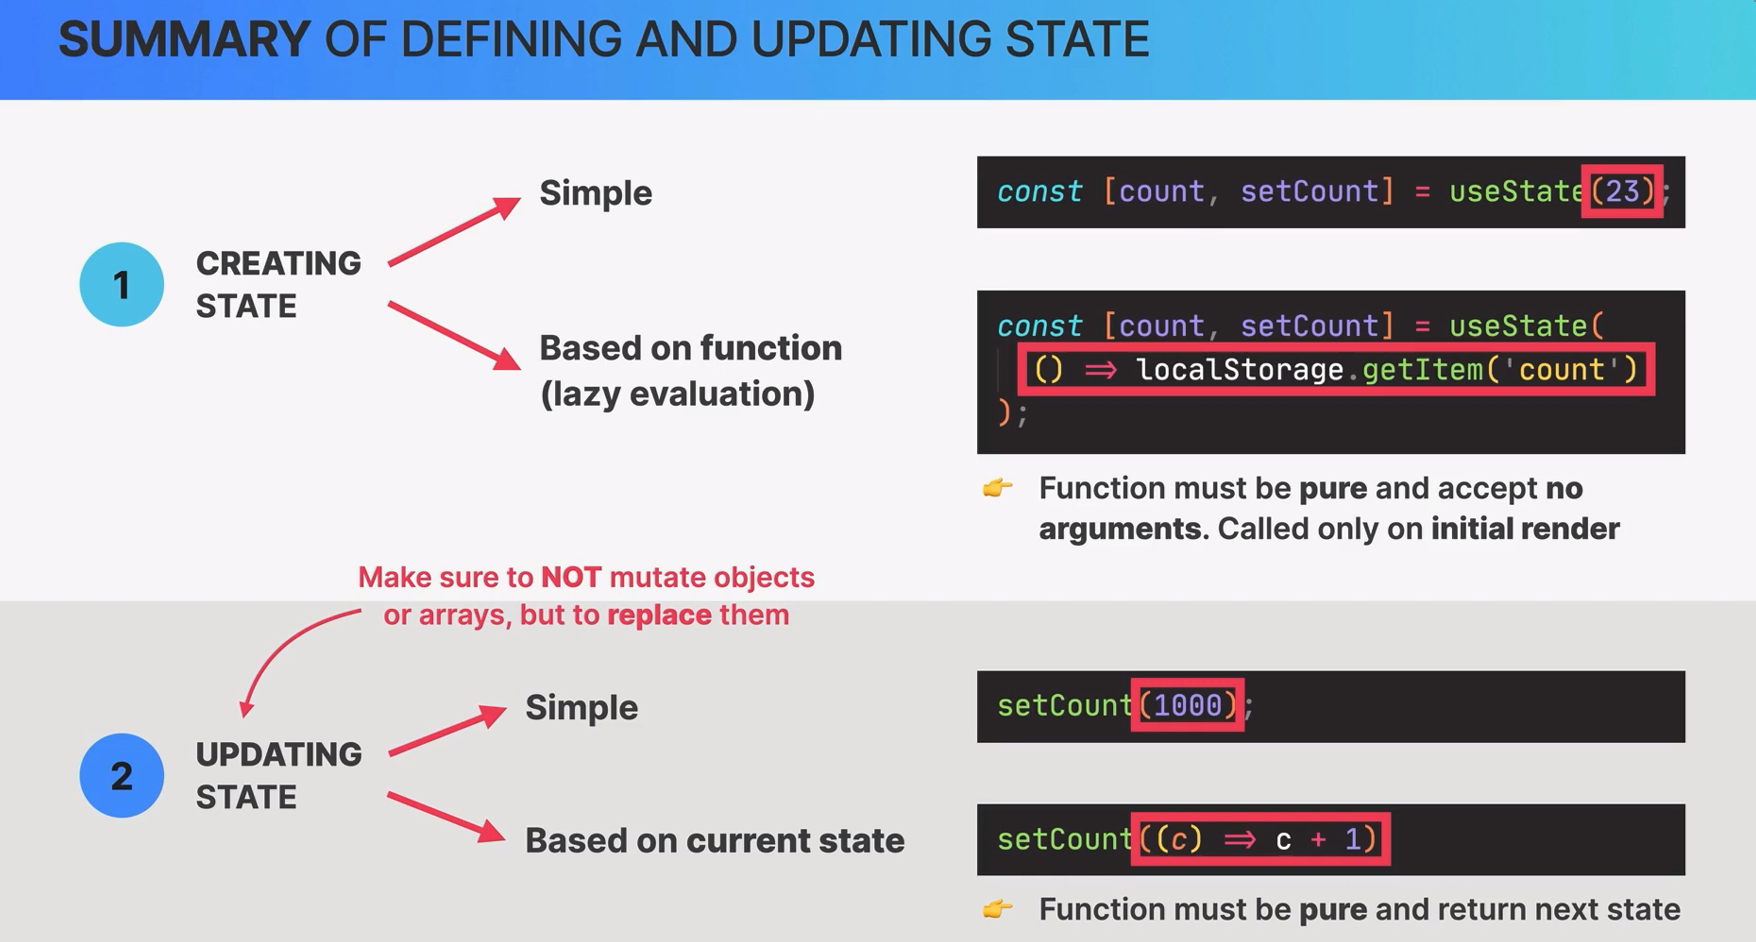 SUMMARY OF DEFINING AND UPDATING STATE
1
CREATING
STATE
Simple
const [count, setCount] = useState(23);
Based on function
(lazy evaluation)
const [count, setCount] = useState(
() => localStorage.getItem('count')
);
👉 Function must be pure and accept no
arguments. Called only on initial render
Make sure to NOT mutate objects
or arrays, but to replace them
2
UPDATING
STATE
Simple
setCount(1000);
Based on current state
setCount((c) => c + 1)
👉 Function must be pure and return next state